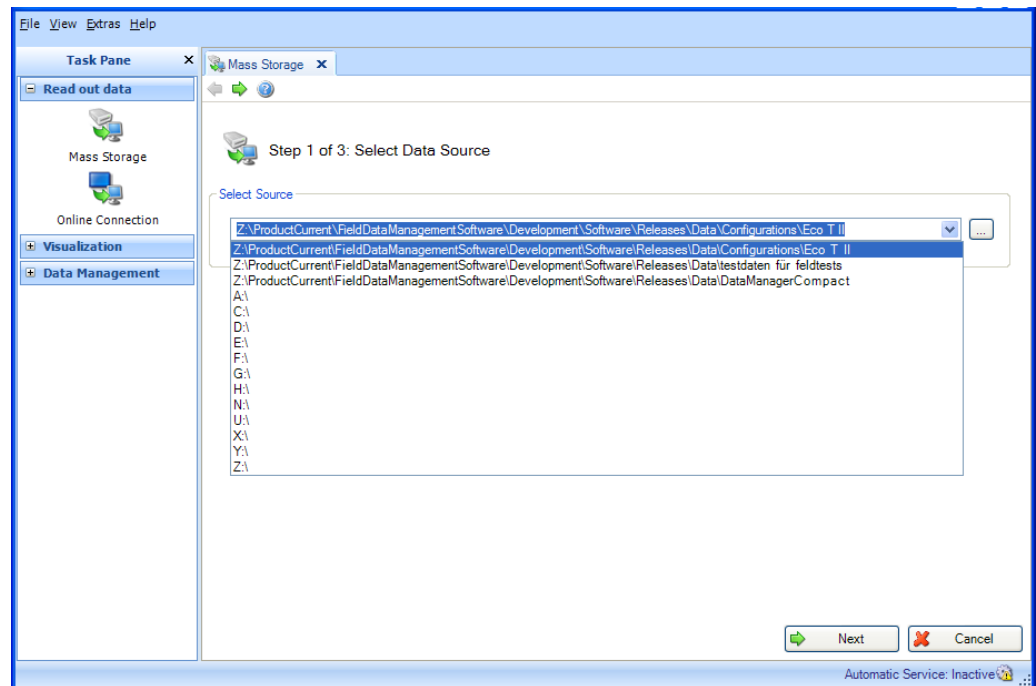 File View Extras Help
Task Pane
Read out data
Mass Storage
Online Connection
Visualization
Data Management
Mass Storage
Step 1 of 3: Select Data Source
Select Source
Z:\ProductCurrent\FieldDataManagementSoftware\Development\Software\Releases\Data\Configurations\Eco T II
...
Z:\ProductCurrent\FieldDataManagementSoftware\Development\Software\Releases\Data\Configurations\Eco T II
Z:\ProductCurrent\FieldDataManagementSoftware\Development\Software\Releases\Data\testdaten für feldtests
Z:\ProductCurrent\FieldDataManagementSoftware\Development\Software\Releases\Data\DataManagerCompact
A:\
C:\
D:\
E:\
F:\
G:\
H:\
N:\
U:\
X:\
Y:\
Z:\
Next Cancel
Automatic Service: Inactive